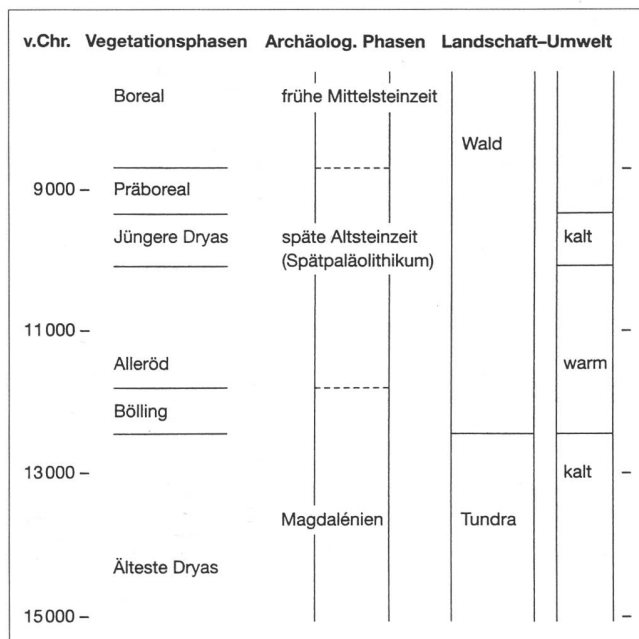 v.Chr. Vegetationsphasen Archäolog. Phasen Landschaft–Umwelt
Boreal frühe Mittelsteinzeit
Wald
9000 – Präboreal
Jüngere Dryas späte Altsteinzeit kalt
(Spätpaläolithikum)
11000 –
Alleröd warm
Bölling
13000 – kalt
Magdalénien Tundra
Älteste Dryas
15000 –